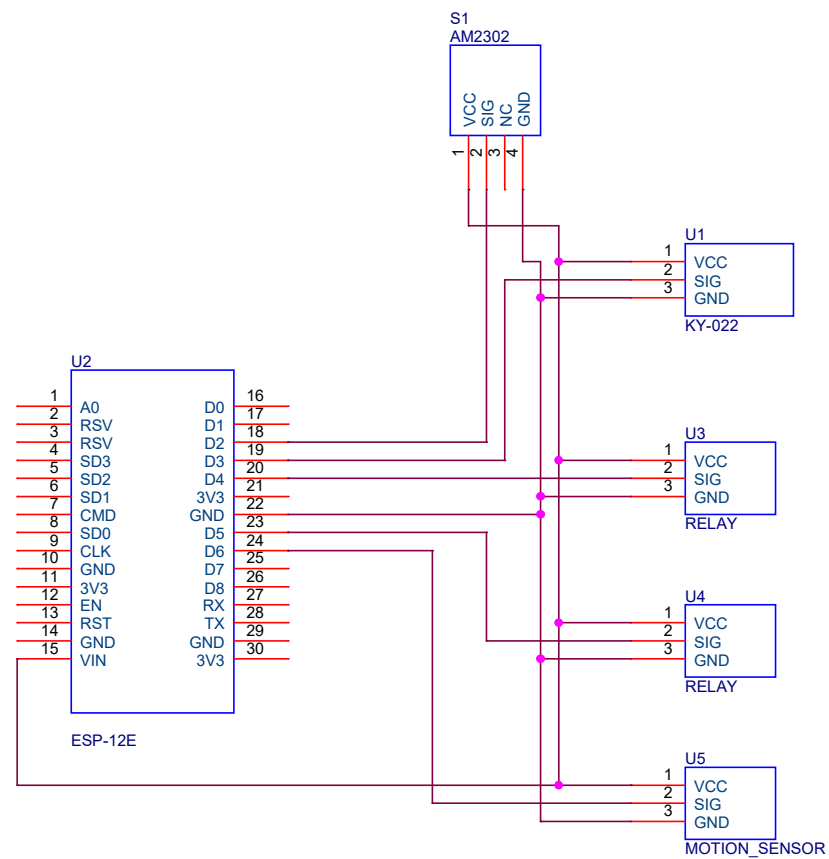 S1
AM2302
VCC
SIG
NC
GND
1
2
3
4
U1
1 VCC
2 SIG
3 GND
KY-022
U2
1 A0 D0 16
2 RSV D1 17
3 RSV D2 18
4 SD3 D3 19
5 SD2 D4 20
6 SD1 3V3 21
7 CMD GND 22
8 SD0 D5 23
9 CLK D6 24
10 GND D7 25
11 3V3 D8 26
12 EN RX 27
13 RST TX 28
14 GND GND 29
15 VIN 3V3 30
ESP-12E
U3
1 VCC
2 SIG
3 GND
RELAY
U4
1 VCC
2 SIG
3 GND
RELAY
U5
1 VCC
2 SIG
3 GND
MOTION_SENSOR